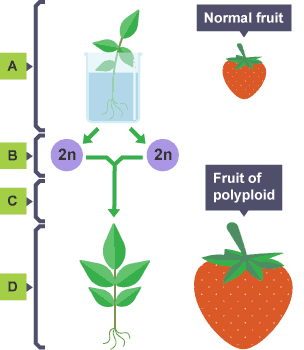 Normal fruit
A
B
2n
2n
C
Fruit of
polyploid
D